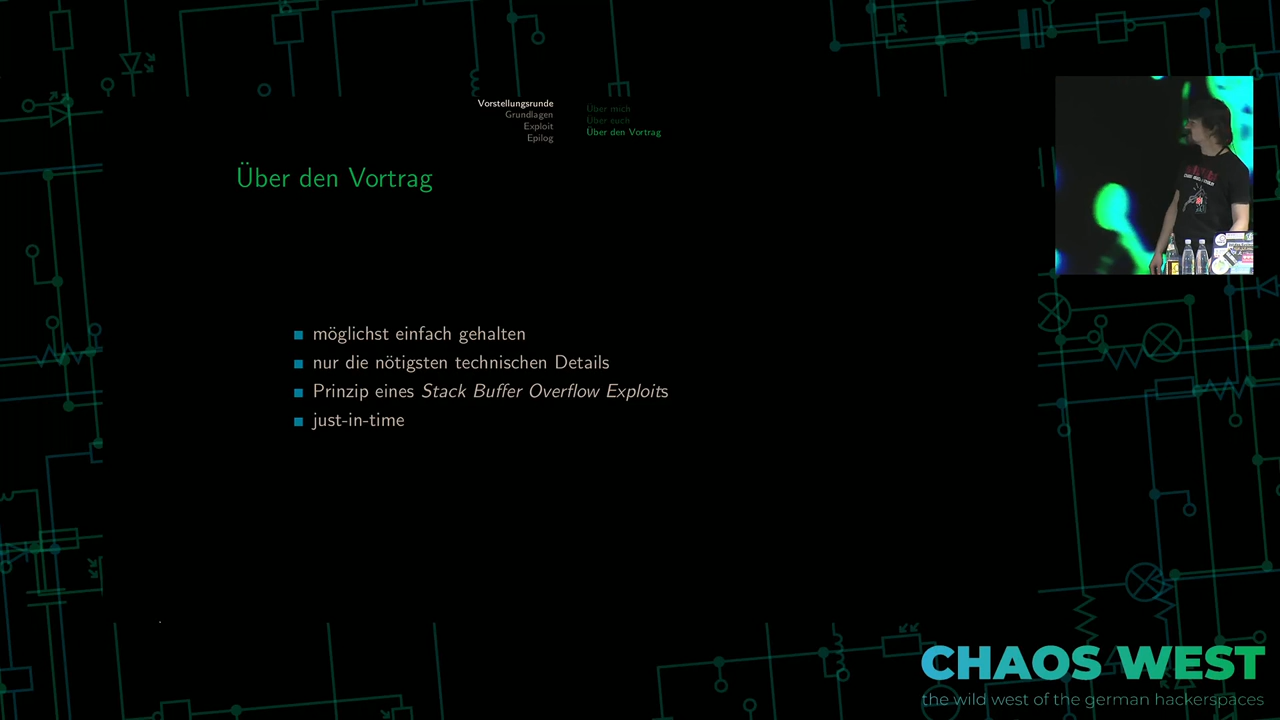 Vorstellungsrunde
Grundlagen
Exploit
Epilog
Über mich
Über euch
Über den Vortrag
Über den Vortrag
möglichst einfach gehalten
nur die nötigsten technischen Details
Prinzip eines Stack Buffer Overflow Exploits
just-in-time
CHAOS WEST
the wild west of the german hackerspaces